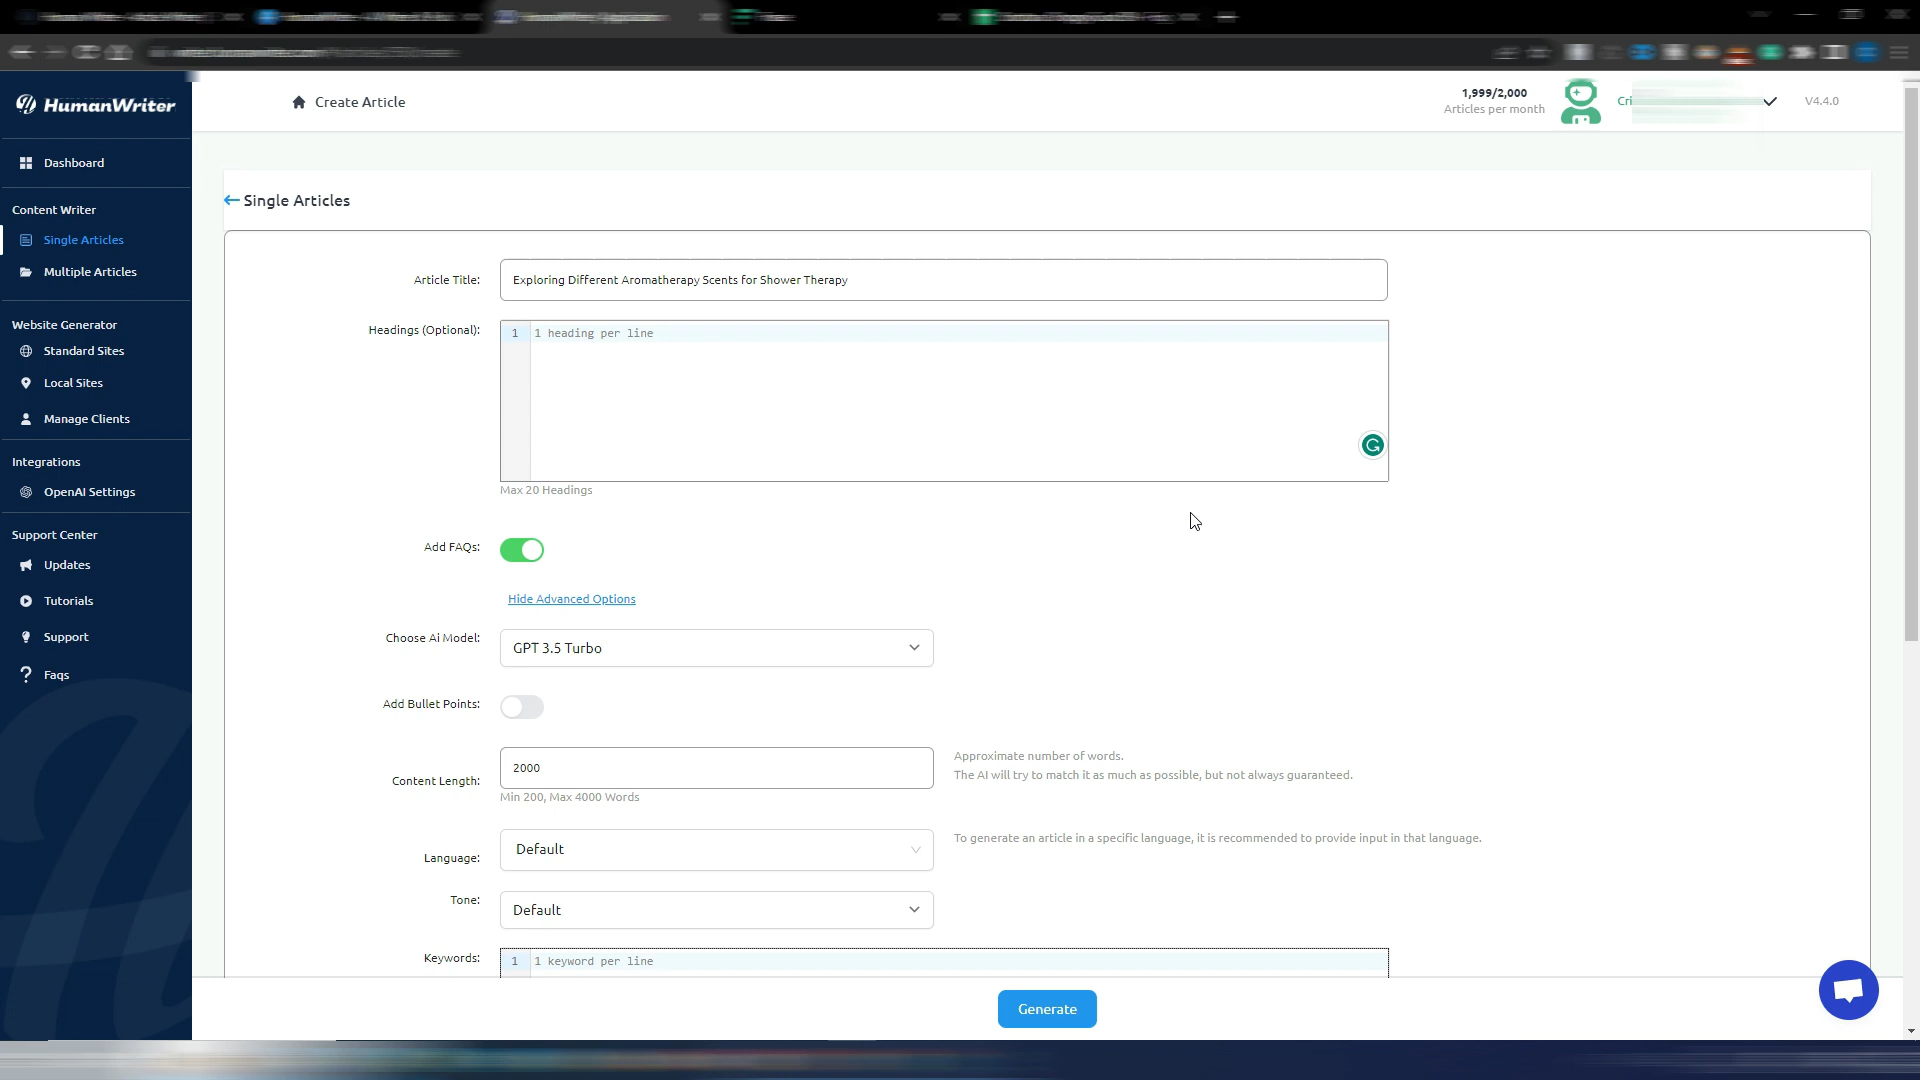 HumanWriter
Create Article
1,999/2,000
Articles per month
Cri
V4.4.0
Dashboard
Content Writer
Single Articles
Multiple Articles
Website Generator
Standard Sites
Local Sites
Manage Clients
Integrations
OpenAI Settings
Support Center
Updates
Tutorials
Support
Faqs
Single Articles
Article Title:
Exploring Different Aromatherapy Scents for Shower Therapy
Headings (Optional):
1
1 heading per line
Max 20 Headings
Add FAQs:
Hide Advanced Options
Choose Ai Model:
GPT 3.5 Turbo
Add Bullet Points:
Content Length:
2000
Approximate number of words.
The AI will try to match it as much as possible, but not always guaranteed.
Min 200, Max 4000 Words
Language:
Default
To generate an article in a specific language, it is recommended to provide input in that language.
Tone:
Default
Keywords:
1
1 keyword per line
Generate